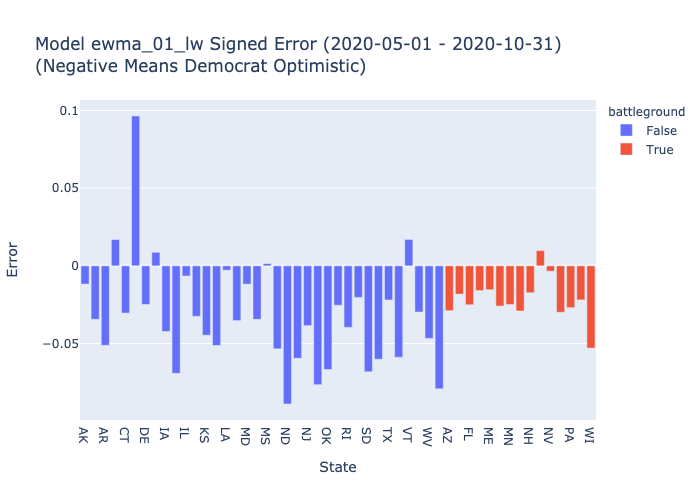 Model ewma_01_lw Signed Error (2020-05-01 - 2020-10-31)
(Negative Means Democrat Optimistic)
battleground
False
True
0.1
0.05
0
−0.05
Error
AK AR CT DE IA IL KS LA MD MS ND NJ OK RI SD TX VT WV AZ FL ME MN NH NV PA WI
State